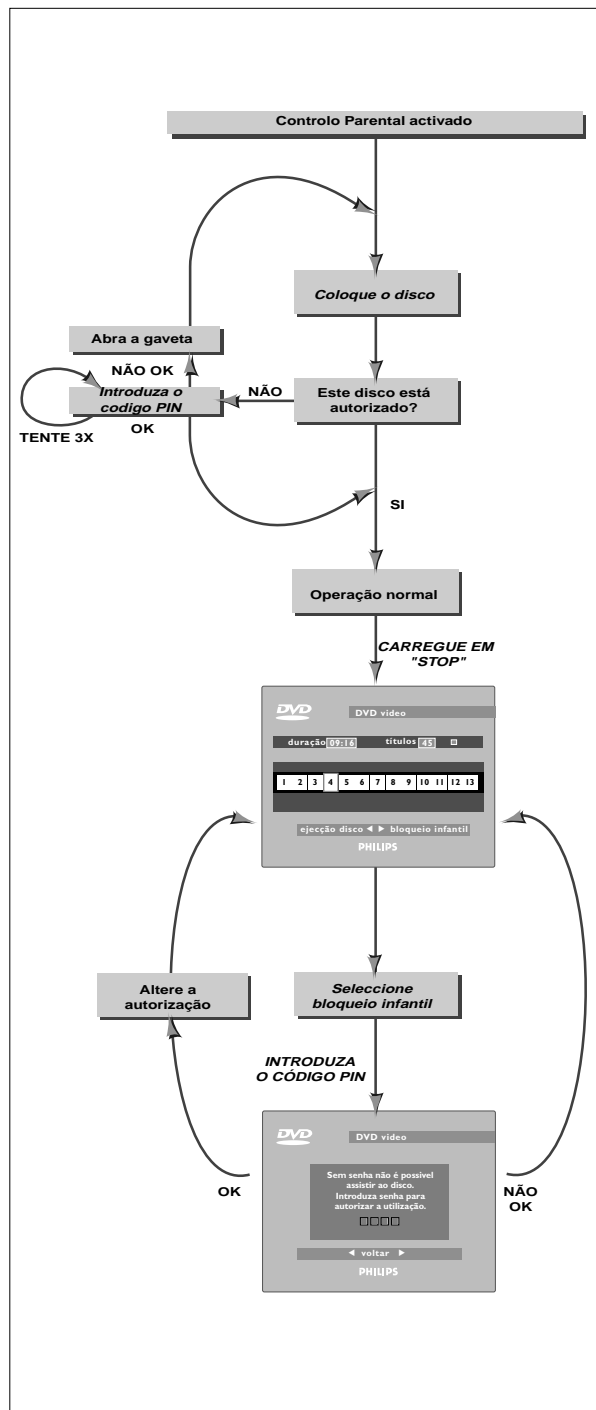 Controlo Parental activado
Coloque o disco
Abra a gaveta
NÃO OK
Introduza o
codigo PIN
NÃO
Este disco está
autorizado?
TENTE 3X
OK
SI
Operação normal
CARREGUE EM
"STOP"
DVD
DVD video
duração 09:16 títulos 45
1 2 3 4 5 6 7 8 9 10 11 12 13
ejecção disco bloqueio infantil
PHILIPS
Altere a
autorização
Seleccione
bloqueio infantil
INTRODUZA
O CÓDIGO PIN
DVD
DVD video
Sem senha não é possivel
assistir ao disco.
Introduza senha para
autorizar a utilização.
OK
NÃO
OK
voltar
PHILIPS